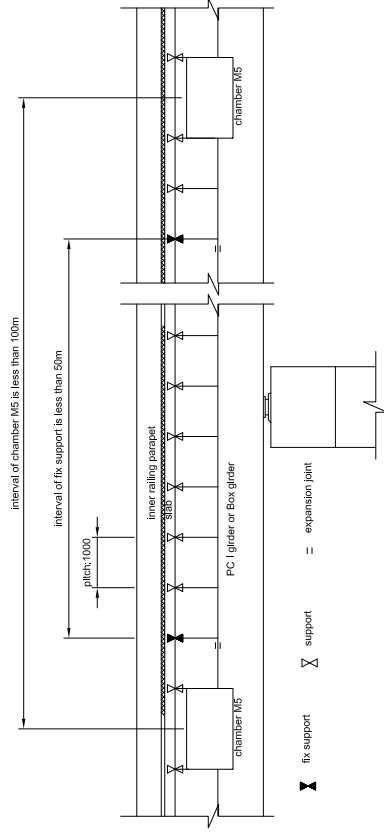 interval of chamber M5 is less than 100m
interval of fix support is less than 50m
pitch:1000
inner railing parapet
slab
chamber M5
chamber M5
PC I girder or Box girder
fix support
support
expansion joint